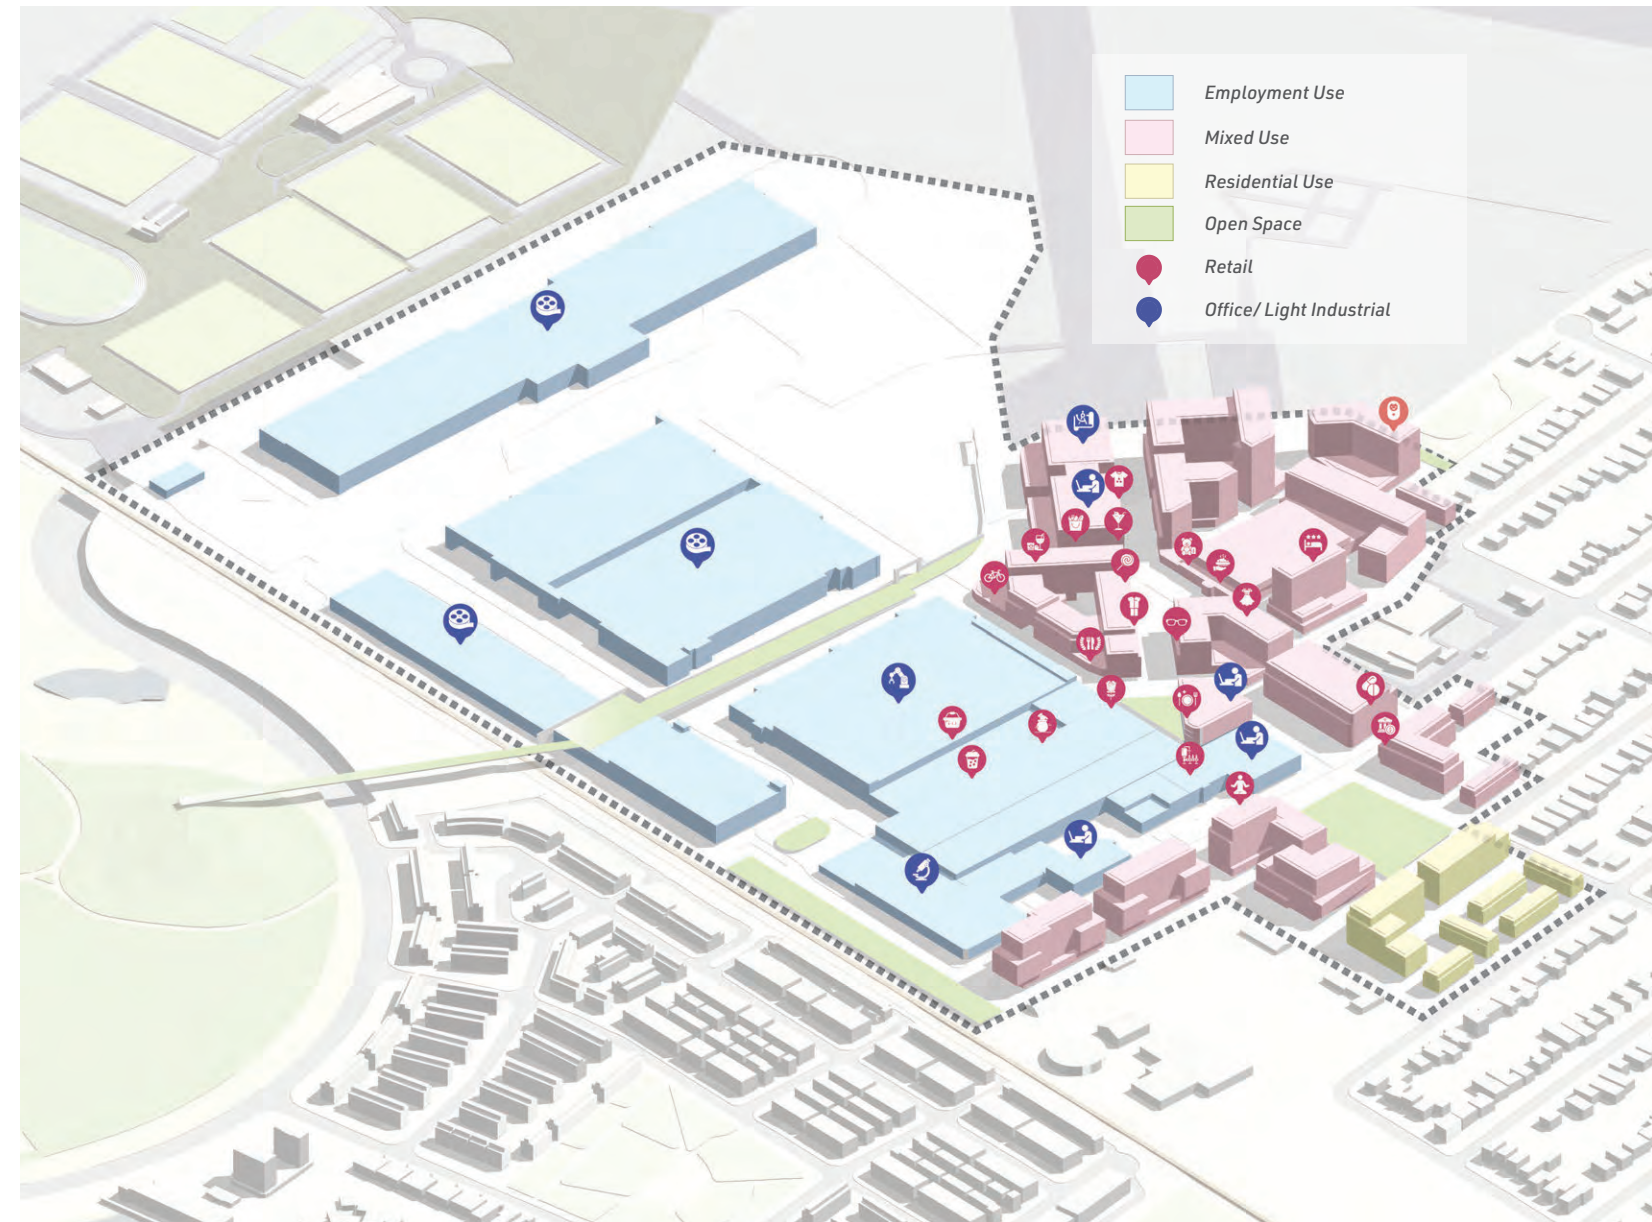 Employment Use
Mixed Use
Residential Use
Open Space
Retail
Office/ Light Industrial